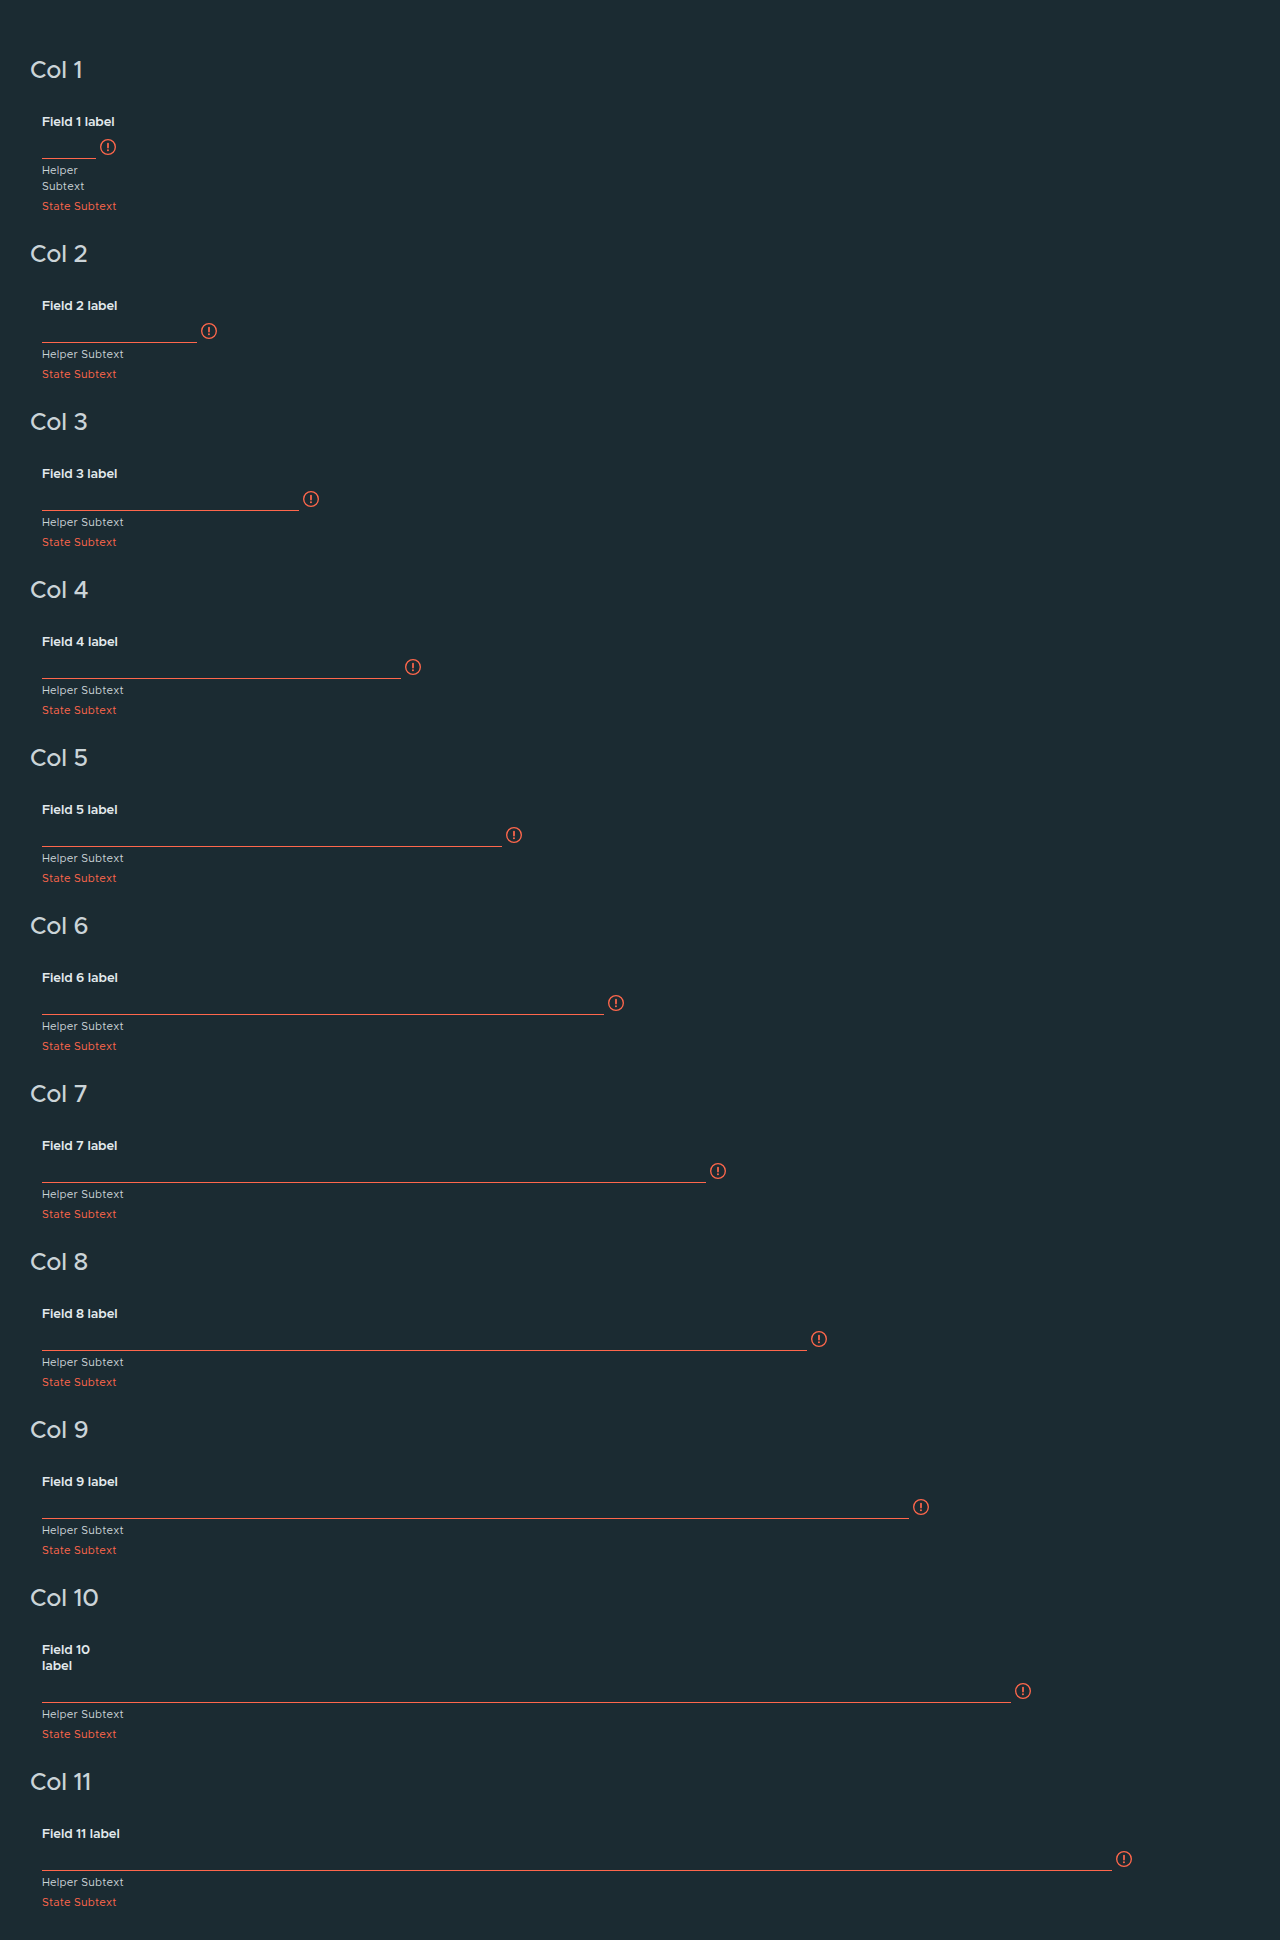 Col 1
Field 1 label
Helper
Subtext
State Subtext
Col 2
Field 2 label
Helper Subtext
State Subtext
Col 3
Field 3 label
Helper Subtext
State Subtext
Col 4
Field 4 label
Helper Subtext
State Subtext
Col 5
Field 5 label
Helper Subtext
State Subtext
Col 6
Field 6 label
Helper Subtext
State Subtext
Col 7
Field 7 label
Helper Subtext
State Subtext
Col 8
Field 8 label
Helper Subtext
State Subtext
Col 9
Field 9 label
Helper Subtext
State Subtext
Col 10
Field 10
label
Helper Subtext
State Subtext
Col 11
Field 11 label
Helper Subtext
State Subtext